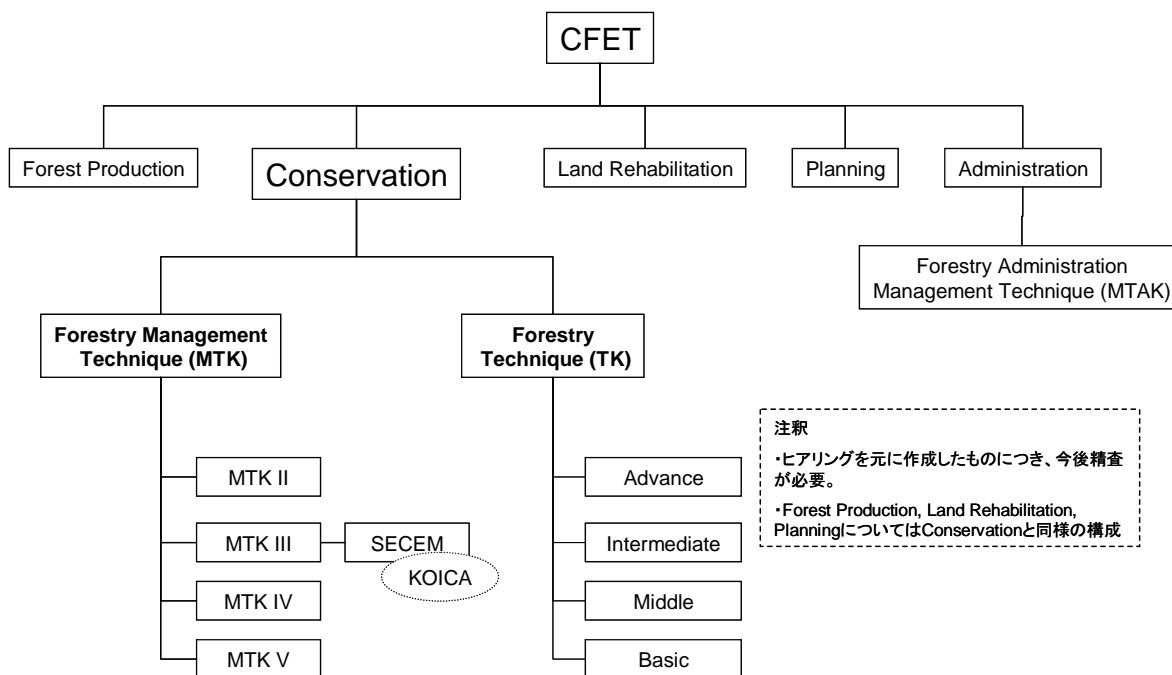 CFET
Forest Production
Conservation
Land Rehabilitation
Planning
Administration
Forestry Administration
Management Technique (MTAK)
Forestry Management
Technique (MTK)
Forestry
Technique (TK)
MTK II
MTK III
SECEM
KOICA
MTK IV
MTK V
Advance
Intermediate
Middle
Basic
注釈
・ヒアリングを元に作成したものにつき、今後精査
が必要。
・Forest Production, Land Rehabilitation,
PlanningについてはConservationと同様の構成